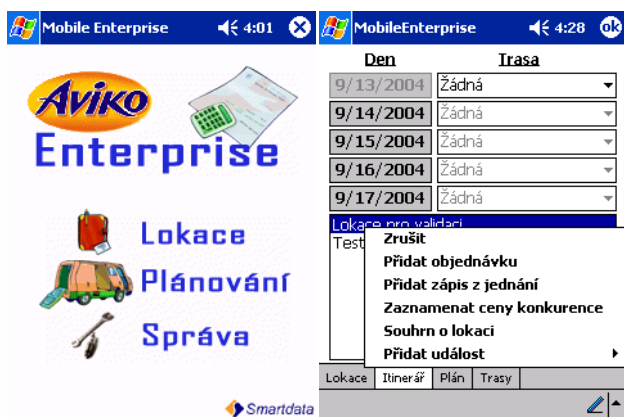 Mobile Enterprise 4:01
Aviko
Enterprise
Lokace
Plánování
Správa
Smartdata
MobileEnterprise 4:28 ok
Den Trasa
9/13/2004 Žádná
9/14/2004 Žádná
9/15/2004 Žádná
9/16/2004 Žádná
9/17/2004 Žádná
Lokace pro validaci
Test
Zrušit
Přidat objednávku
Přidat zápis z jednání
Zaznamenat ceny konkurence
Souhrn o lokaci
Přidat událost
Lokace Itinerář Plán Trasy